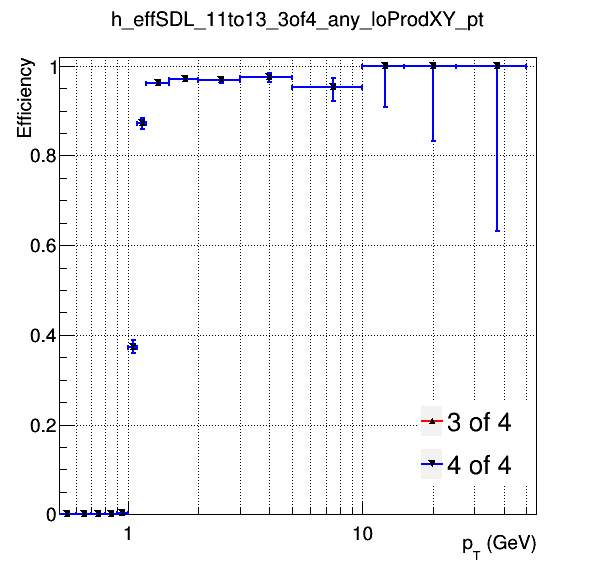 h_effSDL_11to13_3of4_any_loProdXY_pt
Efficiency
1
0.8
0.6
0.4
0.2
0
3 of 4
4 of 4
1 10
p_T (GeV)